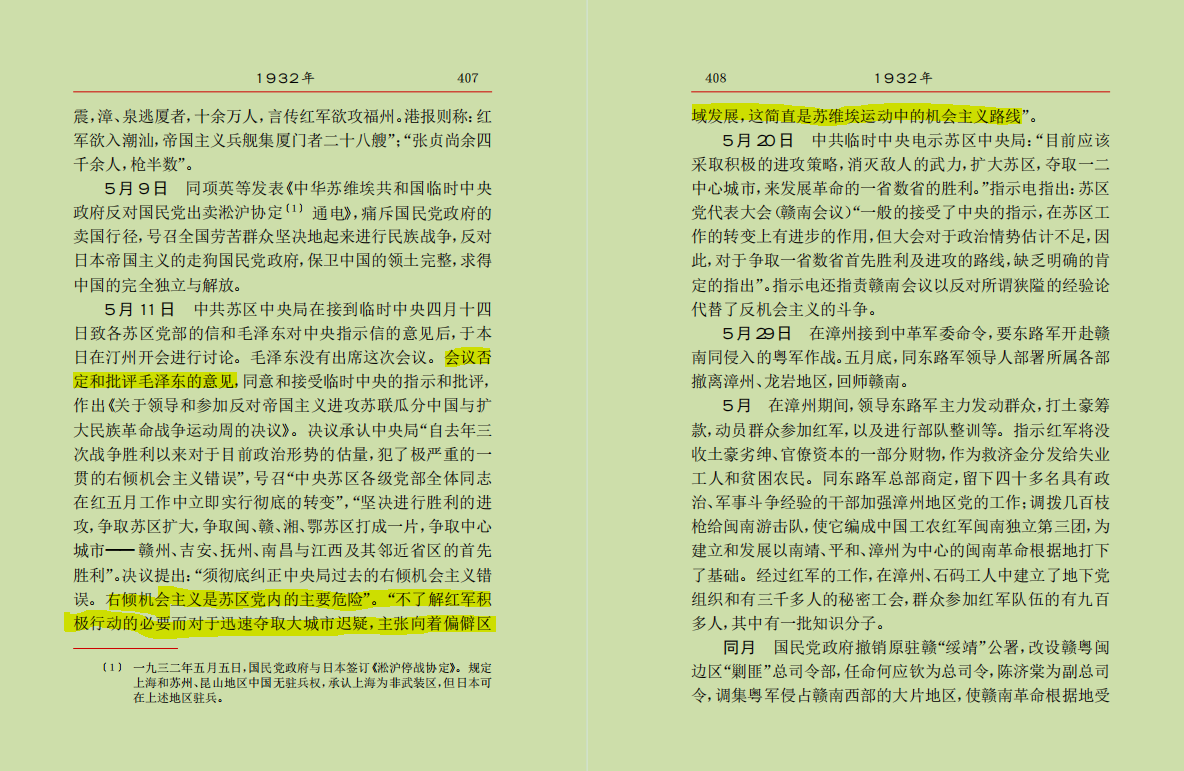 1932年 407
震，漳、泉逃厦者，十余万人，言传红军欲攻福州。港报则称：红
军欲入潮汕，帝国主义兵舰集厦门者二十八艘”；“张贞尚余四
千余人，枪半数”。
5月9日 同项英等发表《中华苏维埃共和国临时中央
政府反对国民党出卖淞沪协定〔1〕通电》，痛斥国民党政府的
卖国行径，号召全国劳苦群众坚决地起来进行民族战争，反对
日本帝国主义的走狗国民党政府，保卫中国的领土完整，求得
中国的完全独立与解放。
5月11日 中共苏区中央局在接到临时中央四月十四
日致各苏区党部的信和毛泽东对中央指示信的意见后，于本
日在汀州开会进行讨论。毛泽东没有出席这次会议。会议否
定和批评毛泽东的意见，同意和接受临时中央的指示和批评，
作出《关于领导和参加反对帝国主义进攻苏联瓜分中国与扩
大民族革命战争运动周的决议》。决议承认中央局“自去年三
次战争胜利以来对于目前政治形势的估量，犯了极严重的一
贯的右倾机会主义错误”，号召“中央苏区各级党部全体同志
在红五月工作中立即实行彻底的转变”，“坚决进行胜利的进
攻，争取苏区扩大，争取闽、赣、湘、鄂苏区打成一片，争取中心
城市——赣州、吉安、抚州、南昌与江西及其邻近省区的首先
胜利”。决议提出：“须彻底纠正中央局过去的右倾机会主义错
误。右倾机会主义是苏区党内的主要危险”。“不了解红军积
极行动的必要而对于迅速夺取大城市迟疑，主张向着偏僻区
〔1〕 一九三二年五月五日，国民党政府与日本签订《淞沪停战协定》。规定
上海和苏州、昆山地区中国无驻兵权，承认上海为非武装区，但日本可
在上述地区驻兵。
408 1932年
域发展，这简直是苏维埃运动中的机会主义路线”。
5月20日 中共临时中央电示苏区中央局：“目前应该
采取积极的进攻策略，消灭敌人的武力，扩大苏区，夺取一二
中心城市，来发展革命的一省数省的胜利。”指示电指出：苏区
党代表大会（赣南会议）“一般的接受了中央的指示，在苏区工
作的转变上有进步的作用，但大会对于政治情势估计不足，因
此，对于争取一省数省首先胜利及进攻的路线，缺乏明确的肯
定的指出”。指示电还指责赣南会议以反对所谓狭隘的经验论
代替了反机会主义的斗争。
5月29日 在漳州接到中革军委命令，要东路军开赴赣
南同侵入的粤军作战。五月底，同东路军领导人部署所属各部
撤离漳州、龙岩地区，回师赣南。
5月 在漳州期间，领导东路军主力发动群众，打土豪筹
款，动员群众参加红军，以及进行部队整训等。指示红军将没
收土豪劣绅、官僚资本的一部分财物，作为救济金分发给失业
工人和贫困农民。同东路军总部商定，留下四十多名具有政
治、军事斗争经验的干部加强漳州地区党的工作；调拨几百枝
枪给闽南游击队，使它编成中国工农红军闽南独立第三团，为
建立和发展以南靖、平和、漳州为中心的闽南革命根据地打下
了基础。经过红军的工作，在漳州、石码工人中建立了地下党
组织和有三千多人的秘密工会，群众参加红军队伍的有九百
多人，其中有一批知识分子。
同月 国民党政府撤销原驻赣“绥靖”公署，改设赣粤闽
边区“剿匪”总司令部，任命何应钦为总司令，陈济棠为副总司
令，调集粤军侵占赣南西部的大片地区，使赣南革命根据地受